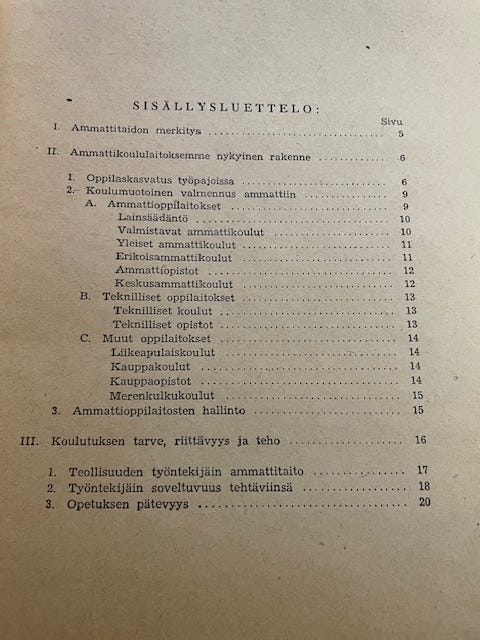 SISÄLLYSLUETTELO:
Sivu
I. Ammattitaidon merkitys 5
II. Ammattikoululaitoksemme nykyinen rakenne 6
1. Oppilaskasvatus työpajoissa 6
2. Koulumuotoinen valmennus ammattiin 9
A. Ammattioppilaitokset 9
Lainsäädäntö 10
Valmistavat ammattikoulut 10
Yleiset ammattikoulut 11
Erikoisammattikoulut 11
Ammattiopistot 12
Keskusammattikoulut 12
B. Teknilliset oppilaitokset 13
Teknilliset koulut 13
Teknilliset opistot 13
C. Muut oppilaitokset 14
Liikeapulaiskoulut 14
Kauppakoulut 14
Kauppaopistot 14
Merenkulkukoulut 15
3. Ammattioppilaitosten hallinto 15
III. Koulutuksen tarve, riittävyys ja teho 16
1. Teollisuuden työntekijäin ammattitaito 17
2. Työntekijäin soveltuvuus tehtäviinsä 18
3. Opetuksen pätevyys 20